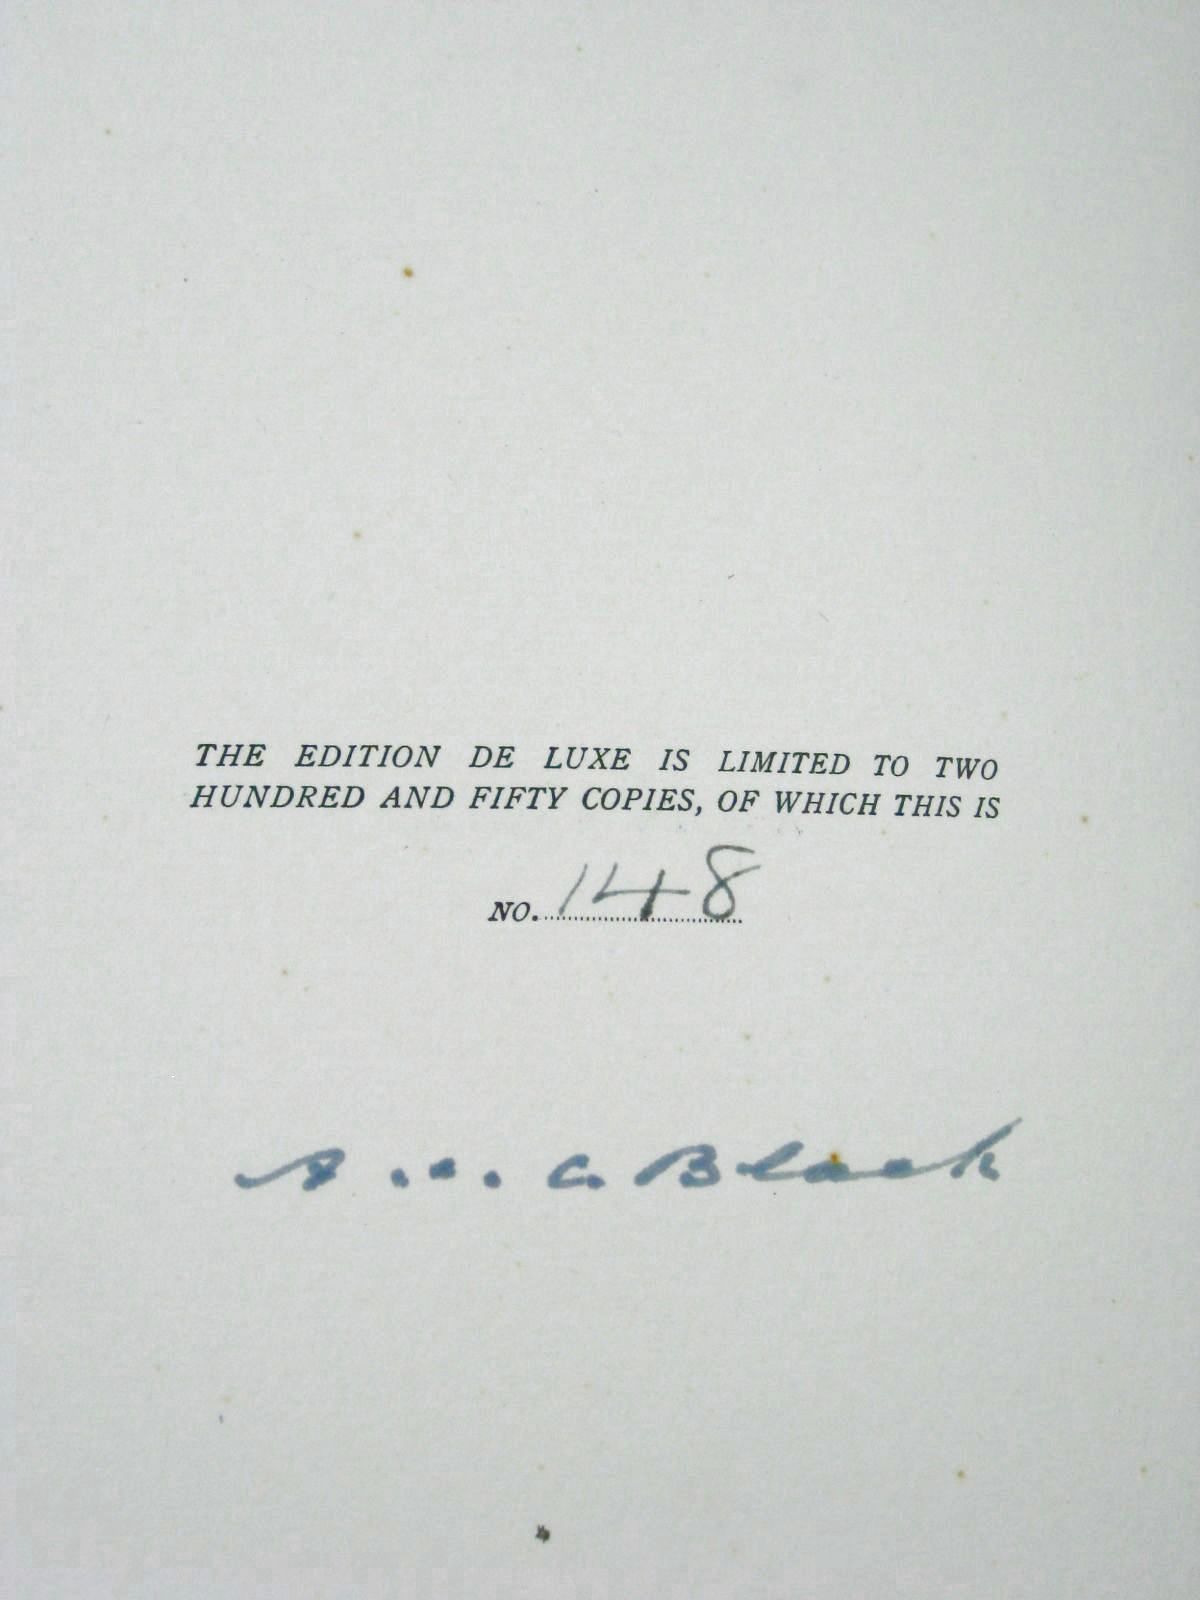 THE EDITION DE LUXE IS LIMITED TO TWO
HUNDRED AND FIFTY COPIES, OF WHICH THIS IS
NO. 148
A. & C. Black